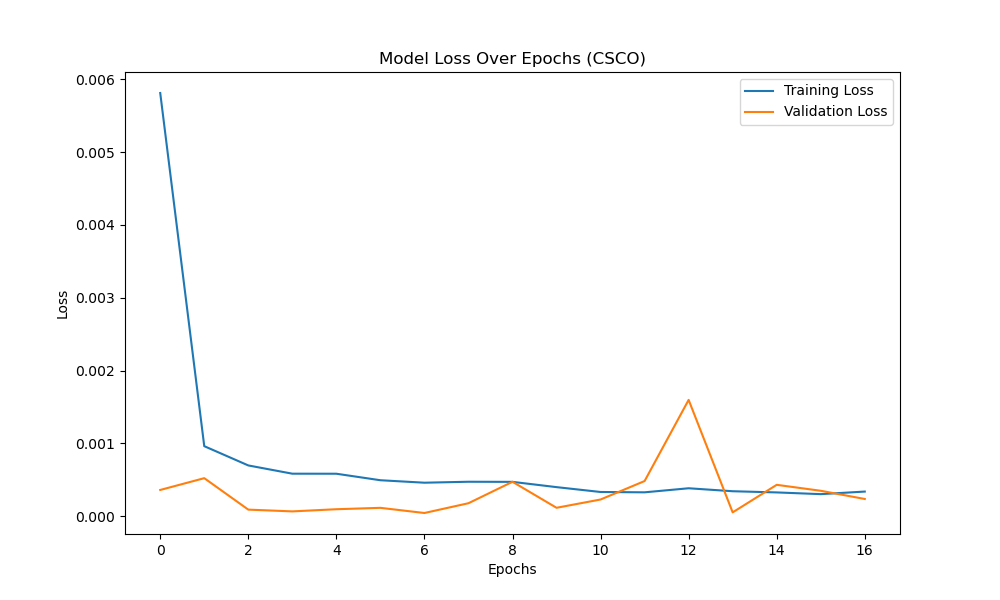 Model Loss Over Epochs (CSCO)
Training Loss
Validation Loss
0.006
0.005
0.004
0.003
0.002
0.001
0.000
Loss
0 2 4 6 8 10 12 14 16
Epochs